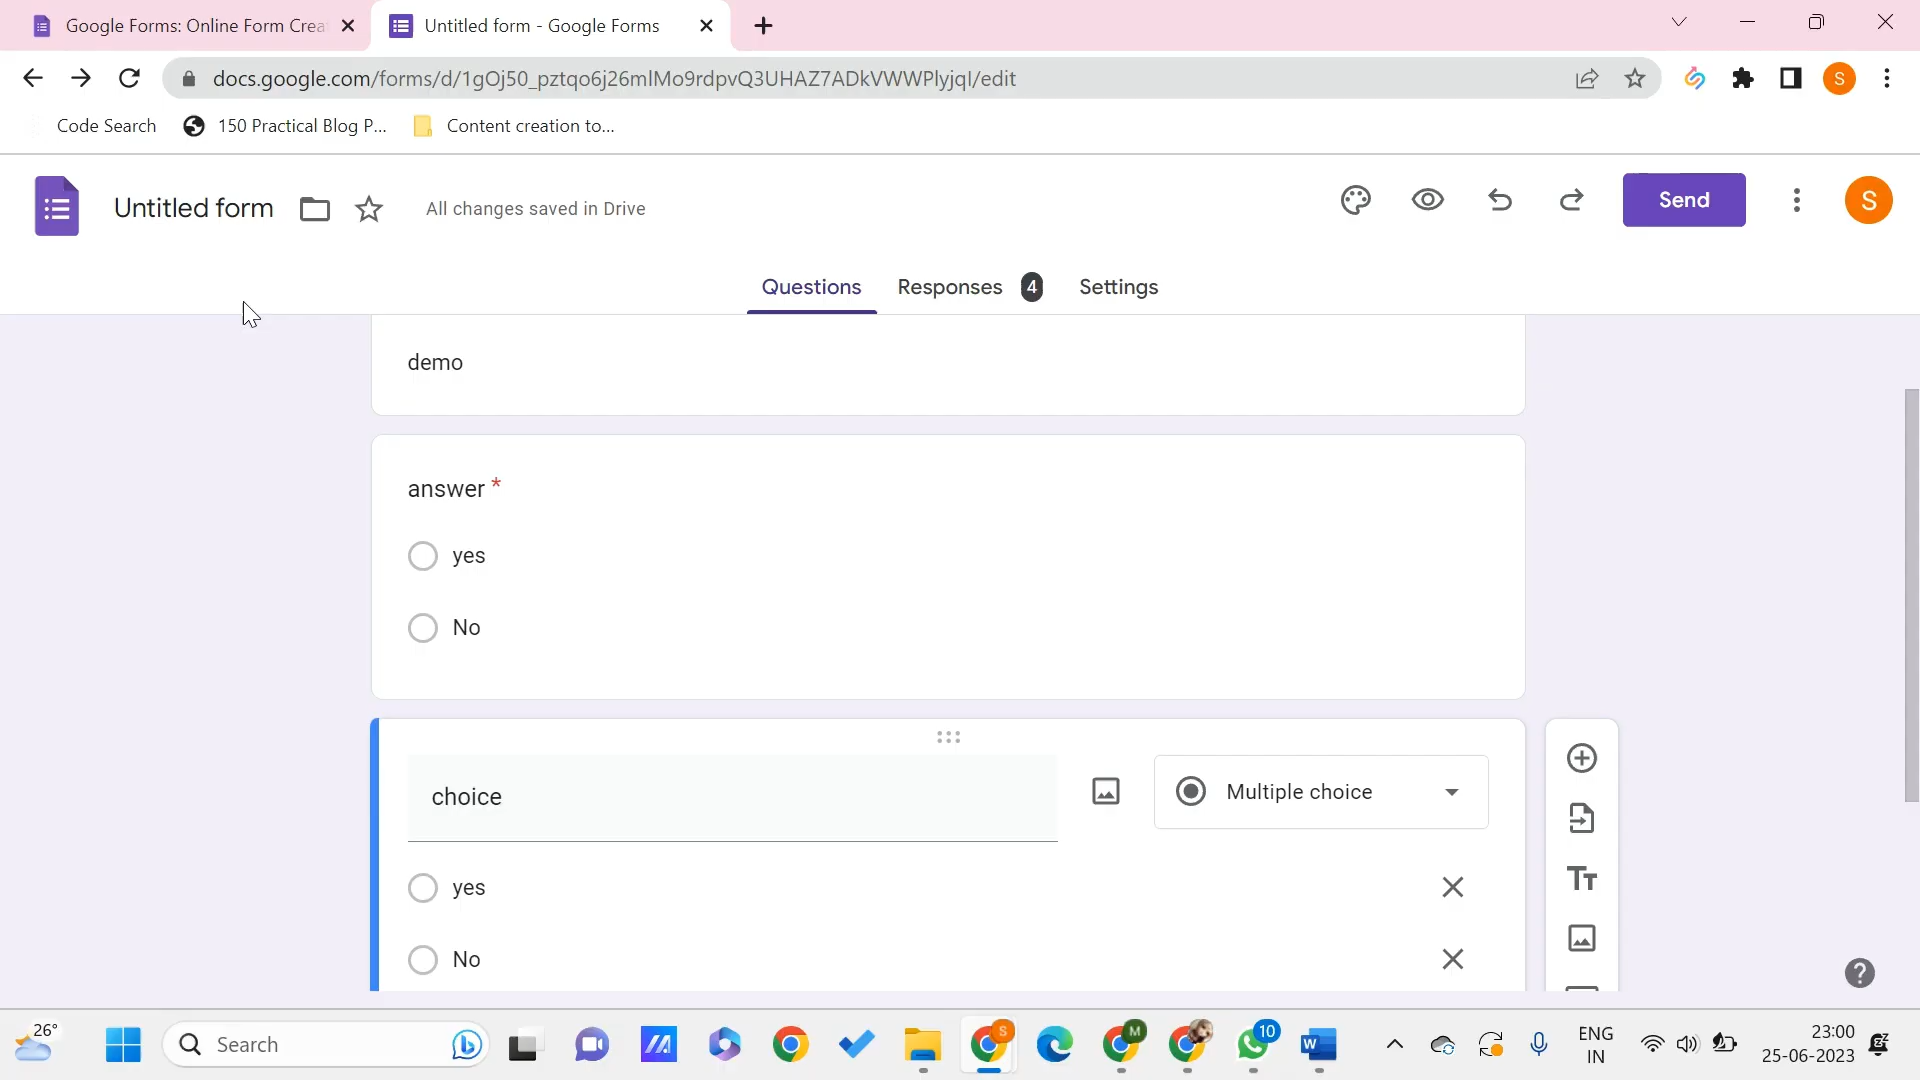 Google Forms: Online Form Crea
Untitled form - Google Forms
docs.google.com/forms/d/1gOj50_pztqo6j26mlMo9rdpvQ3UHAZ7ADkVWWPlyjqI/edit
S
Code Search
150 Practical Blog P...
Content creation to...
Untitled form
All changes saved in Drive
Send
S
Questions
Responses 4
Settings
demo
answer *
yes
No
choice
Multiple choice
yes
No
Tт
26°
Search
S
M
10
W
ENG
IN
23:00
25-06-2023